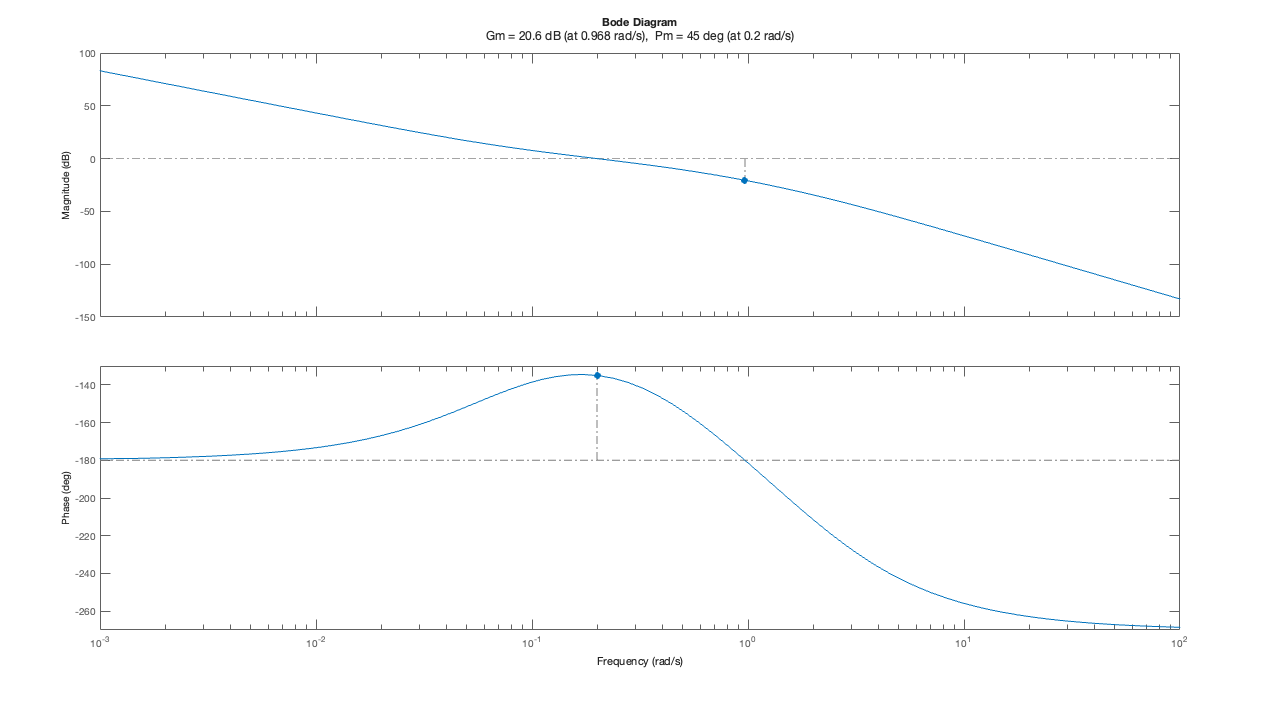 Bode Diagram
Gm = 20.6 dB (at 0.968 rad/s),  Pm = 45 deg (at 0.2 rad/s)
Magnitude (dB)
100
50
0
-50
-100
-150
Phase (deg)
-140
-160
-180
-200
-220
-240
-260
10⁻³ 10⁻² 10⁻¹ 10⁰ 10¹ 10²
Frequency (rad/s)